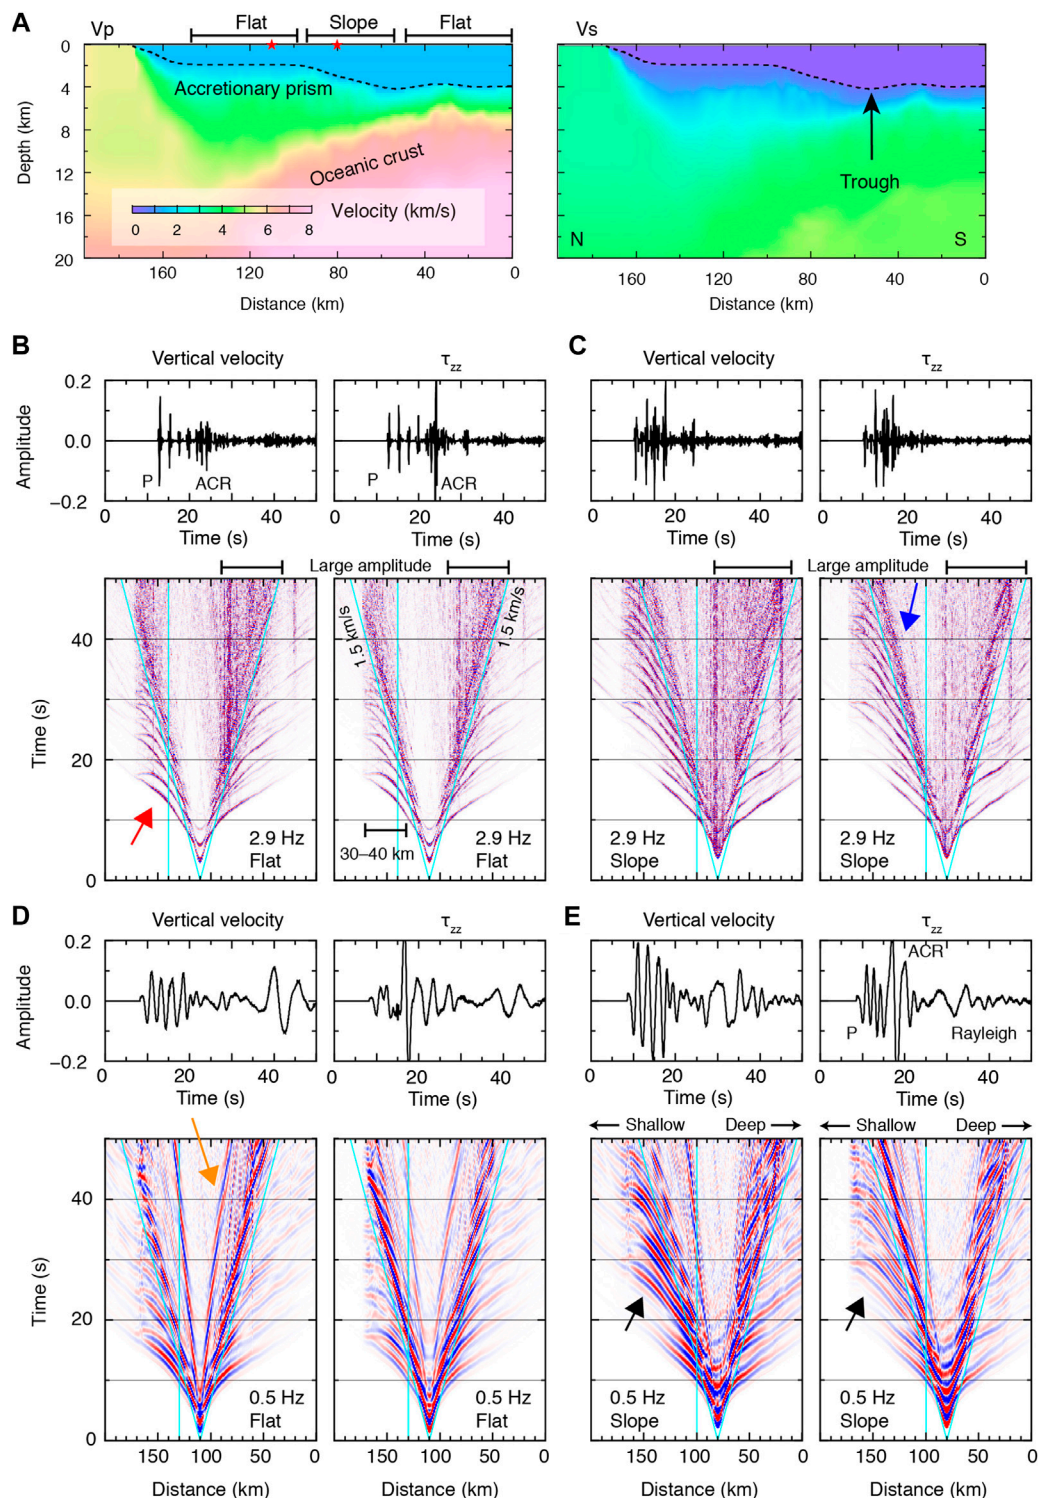 A
Vp
Flat
Slope
Flat
Vs
0
4
8
12
16
20
Depth (km)
Accretionary prism
Oceanic crust
Velocity (km/s)
0 2 4 6 8
Trough
N
S
160 120 80 40 0
160 120 80 40 0
Distance (km)
Distance (km)
B
C
Vertical velocity
τzz
Vertical velocity
τzz
0.2
0.0
−0.2
Amplitude
P
ACR
P
ACR
0 20 40
0 20 40
0 20 40
0 20 40
Time (s)
Time (s)
Time (s)
Time (s)
Large amplitude
Large amplitude
1.5 km/s
1.5 km/s
40
20
0
Time (s)
30–40 km
2.9 Hz
Flat
2.9 Hz
Flat
2.9 Hz
Slope
2.9 Hz
Slope
D
E
Vertical velocity
τzz
Vertical velocity
τzz
0.2
0.0
−0.2
Amplitude
ACR
P
Rayleigh
0 20 40
0 20 40
0 20 40
0 20 40
Time (s)
Time (s)
Time (s)
Time (s)
Shallow
Deep
Shallow
Deep
40
20
0
Time (s)
0.5 Hz
Flat
0.5 Hz
Flat
0.5 Hz
Slope
0.5 Hz
Slope
150 100 50 0
150 100 50 0
150 100 50 0
150 100 50 0
Distance (km)
Distance (km)
Distance (km)
Distance (km)